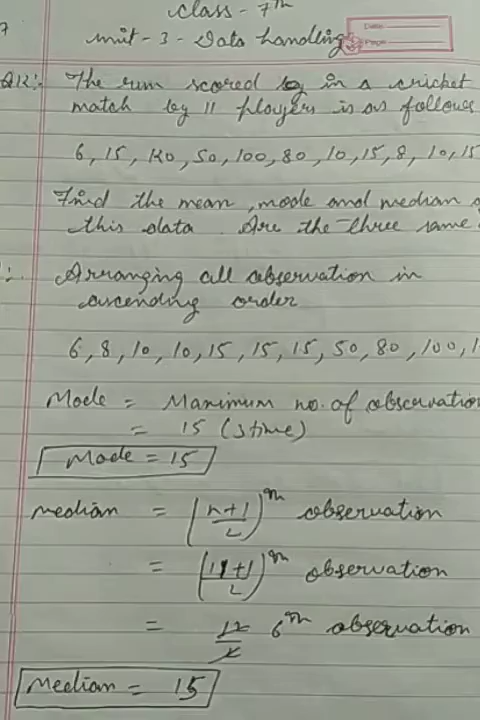 7
Class - 7th
Unit - 3 - Data handling
Date
Page
Q12:- The run scored by in a cricket
match by 11 players is as follows
6, 15, 120, 50, 100, 80, 10, 15, 8, 10, 15
Find the mean, mode and median
this data. Are the three same
:- Arranging all observation in
ascending order
6, 8, 10, 10, 15, 15, 15, 50, 80, 100, 1
Mode = Maximum no. of observation
= 15 (3 time)
Mode = 15
median = (n+1/2)th observation
= (11+1/2)th observation
= 12/2 6th observation
Median = 15